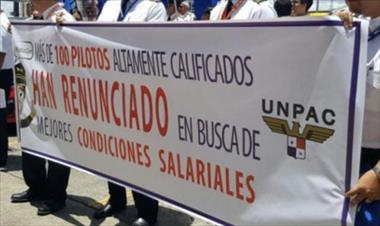 MÁS DE 100 PILOTOS ALTAMENTE CALIFICADOS
HAN RENUNCIADO EN BUSCA DE
MEJORES CONDICIONES SALARIALES
UNPAC